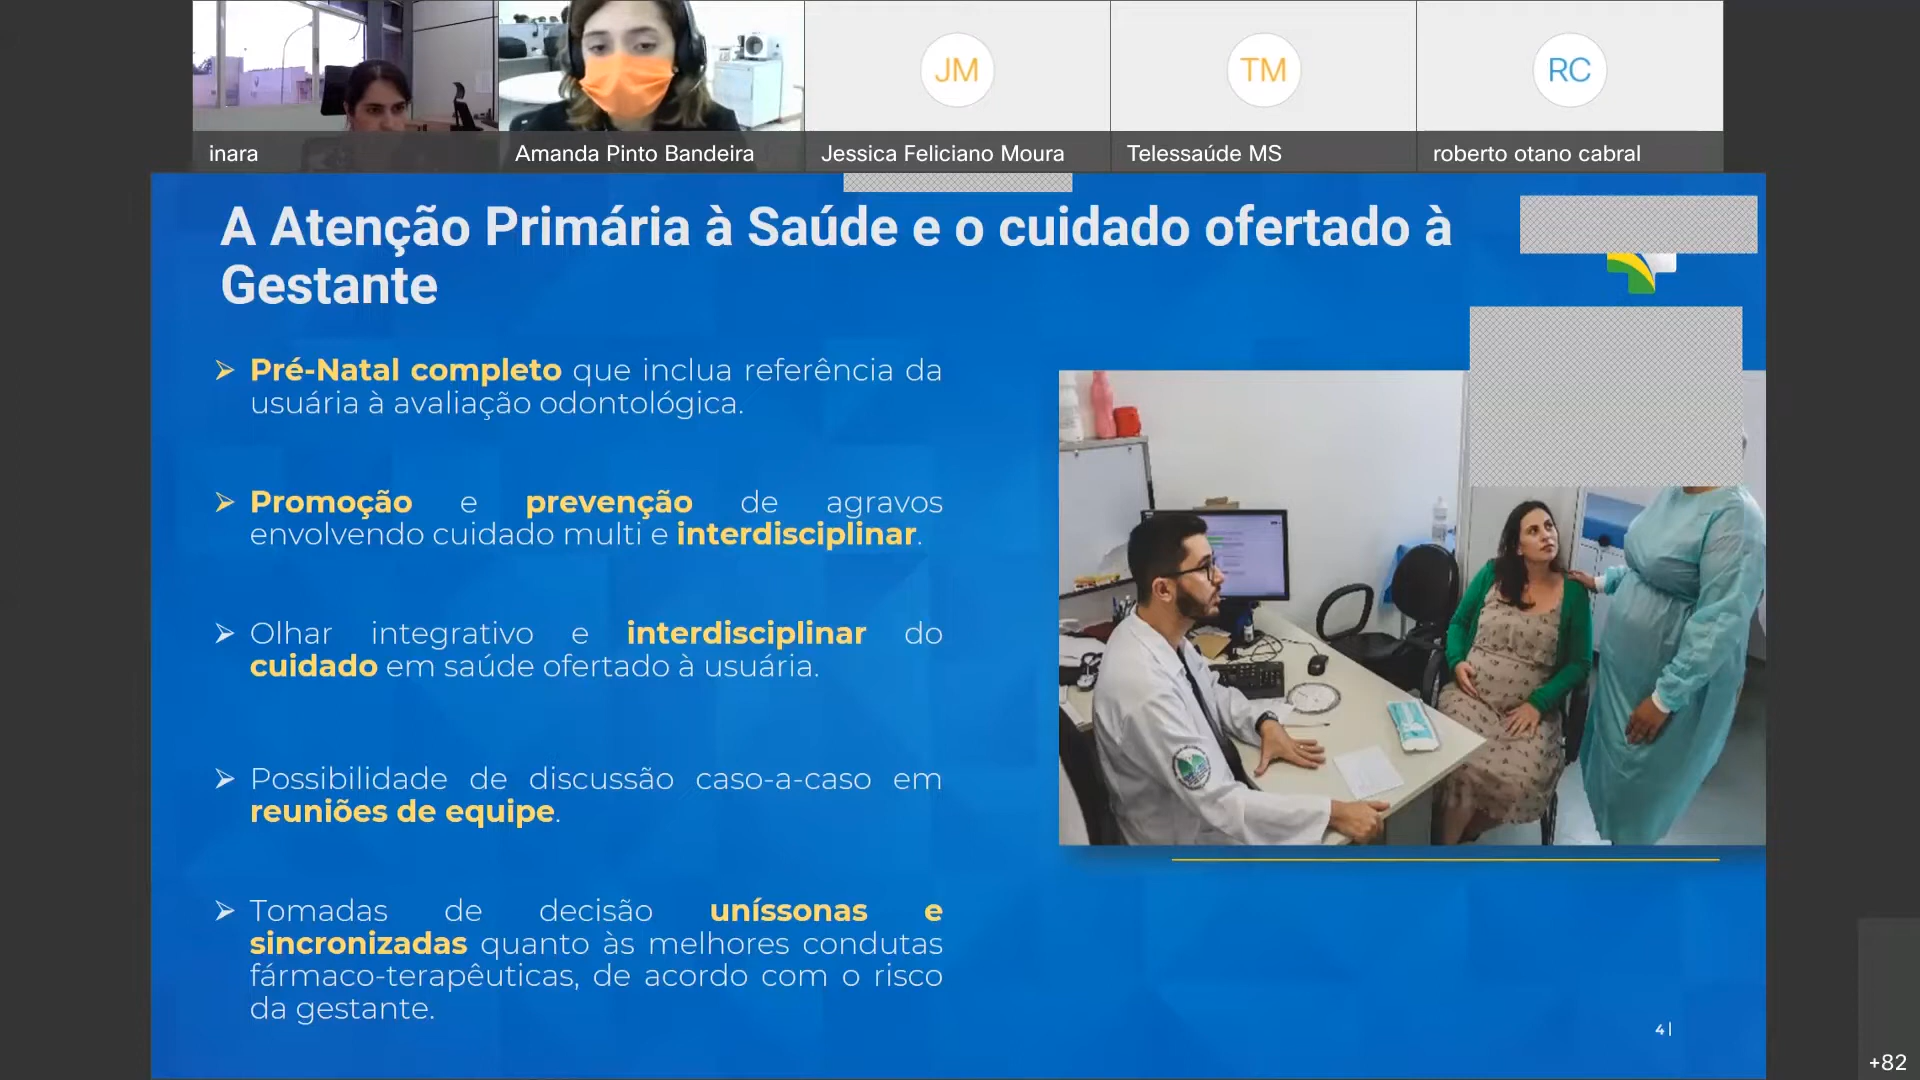 JM
TM
RC
inara
Amanda Pinto Bandeira
Jessica Feliciano Moura
Telessaúde MS
roberto otano cabral
A Atenção Primária à Saúde e o cuidado ofertado à
Gestante
Pré-Natal completo que inclua referência da
usuária à avaliação odontológica.
Promoção e prevenção de agravos
envolvendo cuidado multi e interdisciplinar.
Olhar integrativo e interdisciplinar do
cuidado em saúde ofertado à usuária.
Possibilidade de discussão caso-a-caso em
reuniões de equipe.
Tomadas de decisão uníssonas e
sincronizadas quanto às melhores condutas
fármaco-terapêuticas, de acordo com o risco
da gestante.
4|
+82